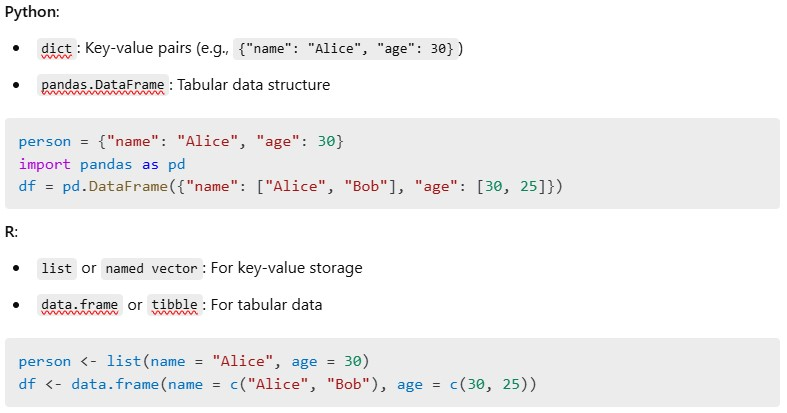 Python:
• dict: Key-value pairs (e.g., {"name": "Alice", "age": 30})
• pandas.DataFrame: Tabular data structure
person = {"name": "Alice", "age": 30}
import pandas as pd
df = pd.DataFrame({"name": ["Alice", "Bob"], "age": [30, 25]})
R:
• list or named vector: For key-value storage
• data.frame or tibble: For tabular data
person <- list(name = "Alice", age = 30)
df <- data.frame(name = c("Alice", "Bob"), age = c(30, 25))